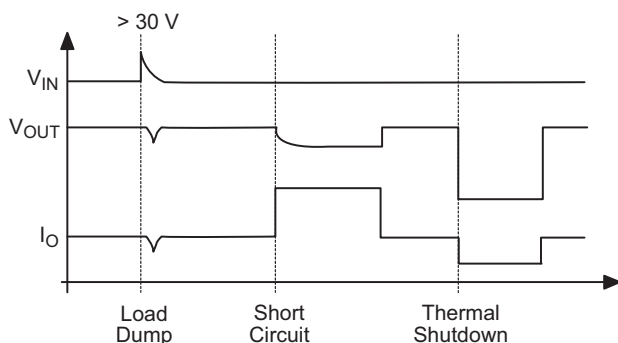 > 30 V
VIN
VOUT
IO
Load
Dump
Short
Circuit
Thermal
Shutdown